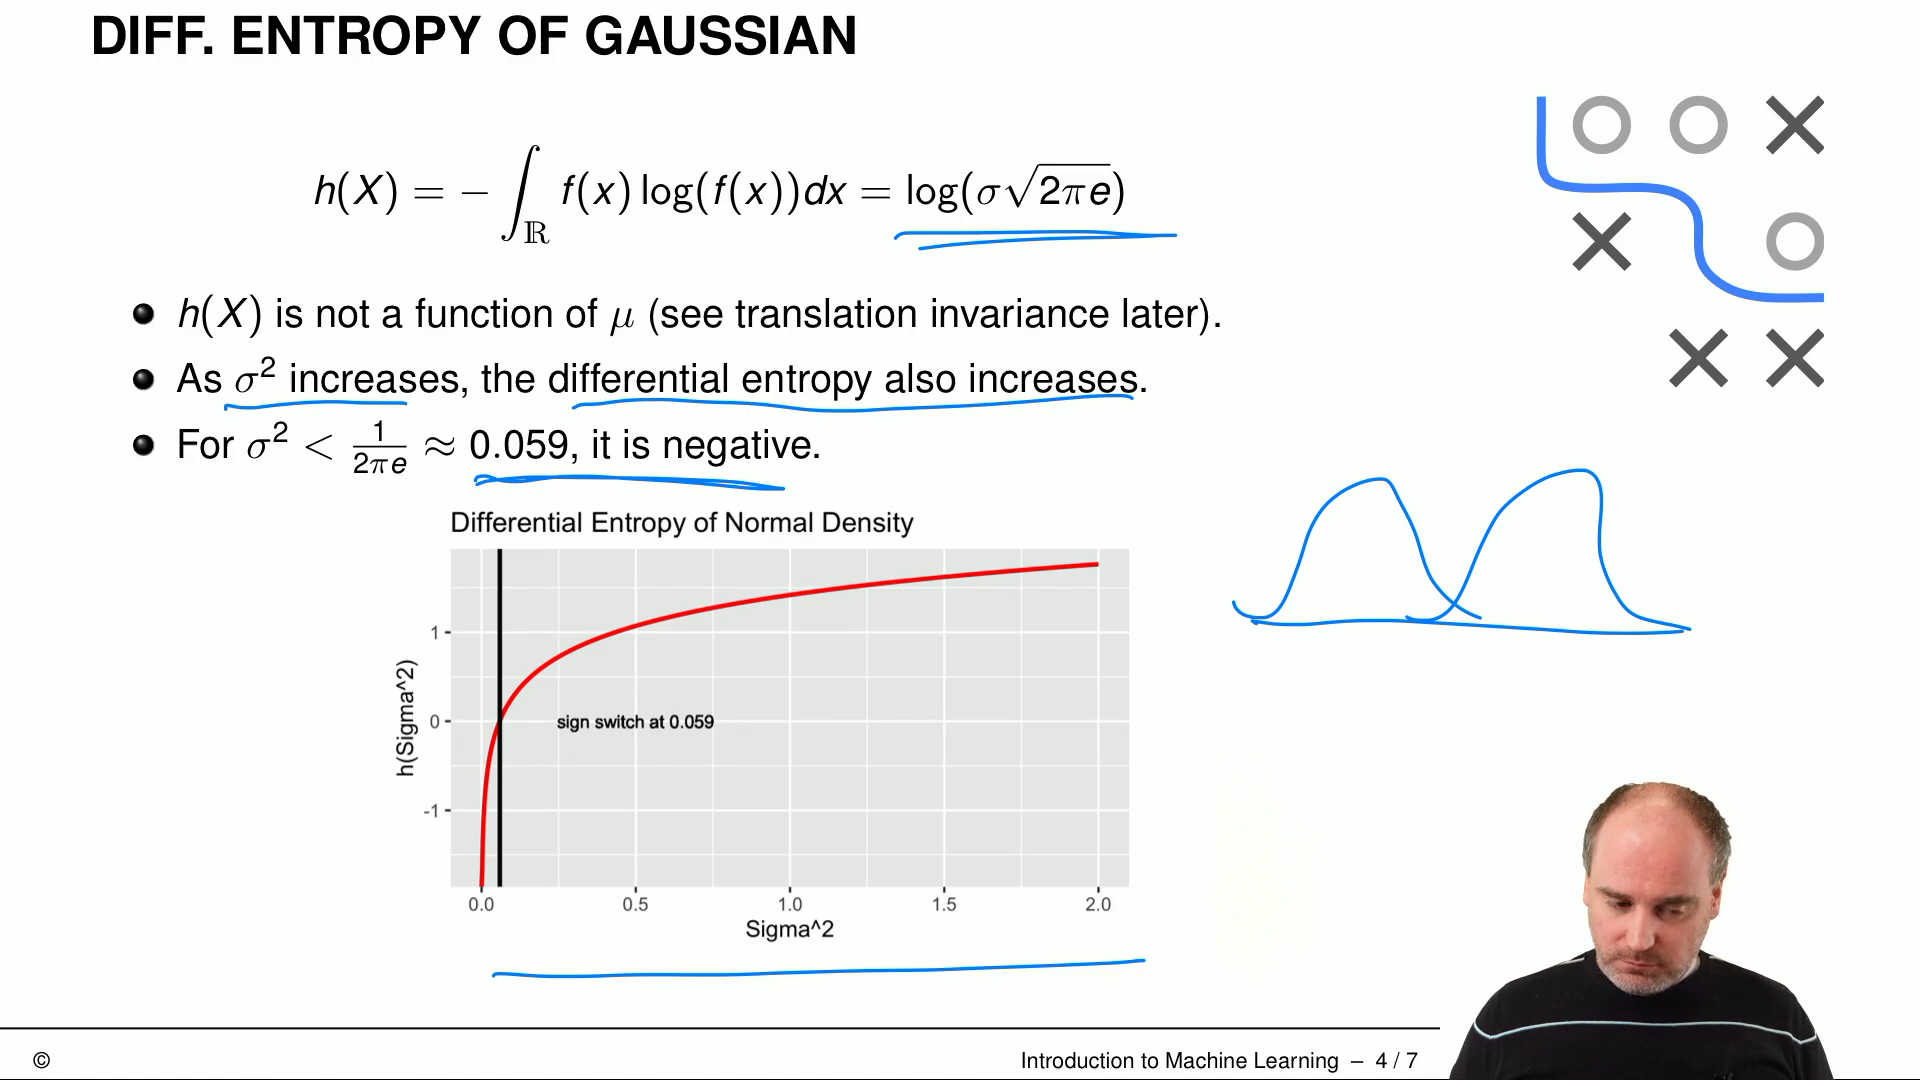 DIFF. ENTROPY OF GAUSSIAN
h(X) = − ∫_ℝ f(x) log(f(x))dx = log(σ√2πe)
h(X) is not a function of μ (see translation invariance later).
As σ² increases, the differential entropy also increases.
For σ² < 1/2πe ≈ 0.059, it is negative.
Differential Entropy of Normal Density
h(Sigma^2)
1
0
-1
sign switch at 0.059
0.0 0.5 1.0 1.5 2.0
Sigma^2
© Introduction to Machine Learning – 4 / 7